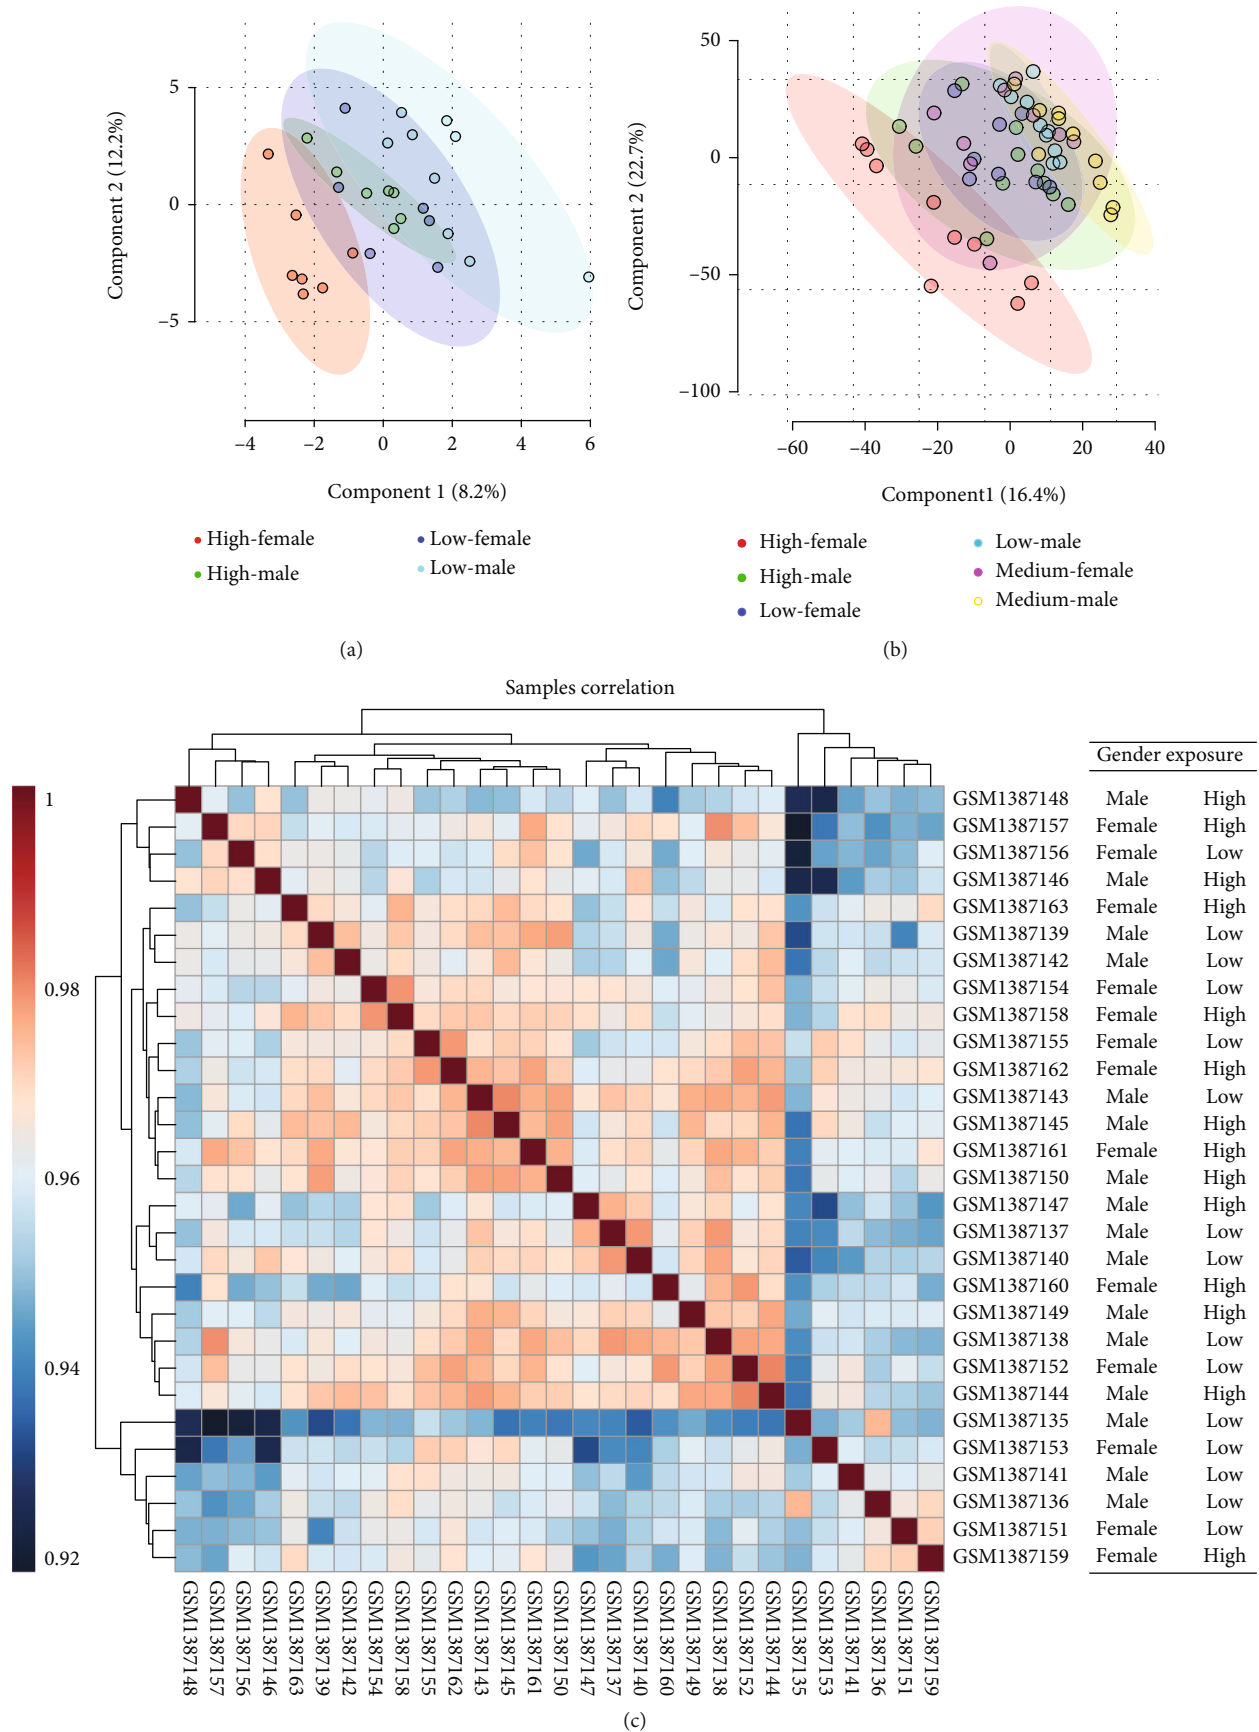 5
0
−5
Component 2 (12.2%)
−4 −2 0 2 4 6
Component 1 (8.2%)
High-female
High-male
Low-female
Low-male
(a)
50
0
−50
−100
Component 2 (22.7%)
−60 −40 −20 0 20 40
Component1 (16.4%)
High-female
High-male
Low-female
Low-male
Medium-female
Medium-male
(b)
Samples correlation
1
0.98
0.96
0.94
0.92
Gender exposure
GSM1387148 Male High
GSM1387157 Female High
GSM1387156 Female Low
GSM1387146 Male High
GSM1387163 Female High
GSM1387139 Male Low
GSM1387142 Male Low
GSM1387154 Female Low
GSM1387158 Female High
GSM1387155 Female Low
GSM1387162 Female High
GSM1387143 Male Low
GSM1387145 Male High
GSM1387161 Female High
GSM1387150 Male High
GSM1387147 Male High
GSM1387137 Male Low
GSM1387140 Male Low
GSM1387160 Female High
GSM1387149 Male High
GSM1387138 Male Low
GSM1387152 Female Low
GSM1387144 Male High
GSM1387135 Male Low
GSM1387153 Female Low
GSM1387141 Male Low
GSM1387136 Male Low
GSM1387151 Female Low
GSM1387159 Female High
GSM1387148
GSM1387157
GSM1387156
GSM1387146
GSM1387163
GSM1387139
GSM1387142
GSM1387154
GSM1387158
GSM1387155
GSM1387162
GSM1387143
GSM1387145
GSM1387161
GSM1387150
GSM1387147
GSM1387137
GSM1387140
GSM1387160
GSM1387149
GSM1387138
GSM1387152
GSM1387144
GSM1387135
GSM1387153
GSM1387141
GSM1387136
GSM1387151
GSM1387159
(c)